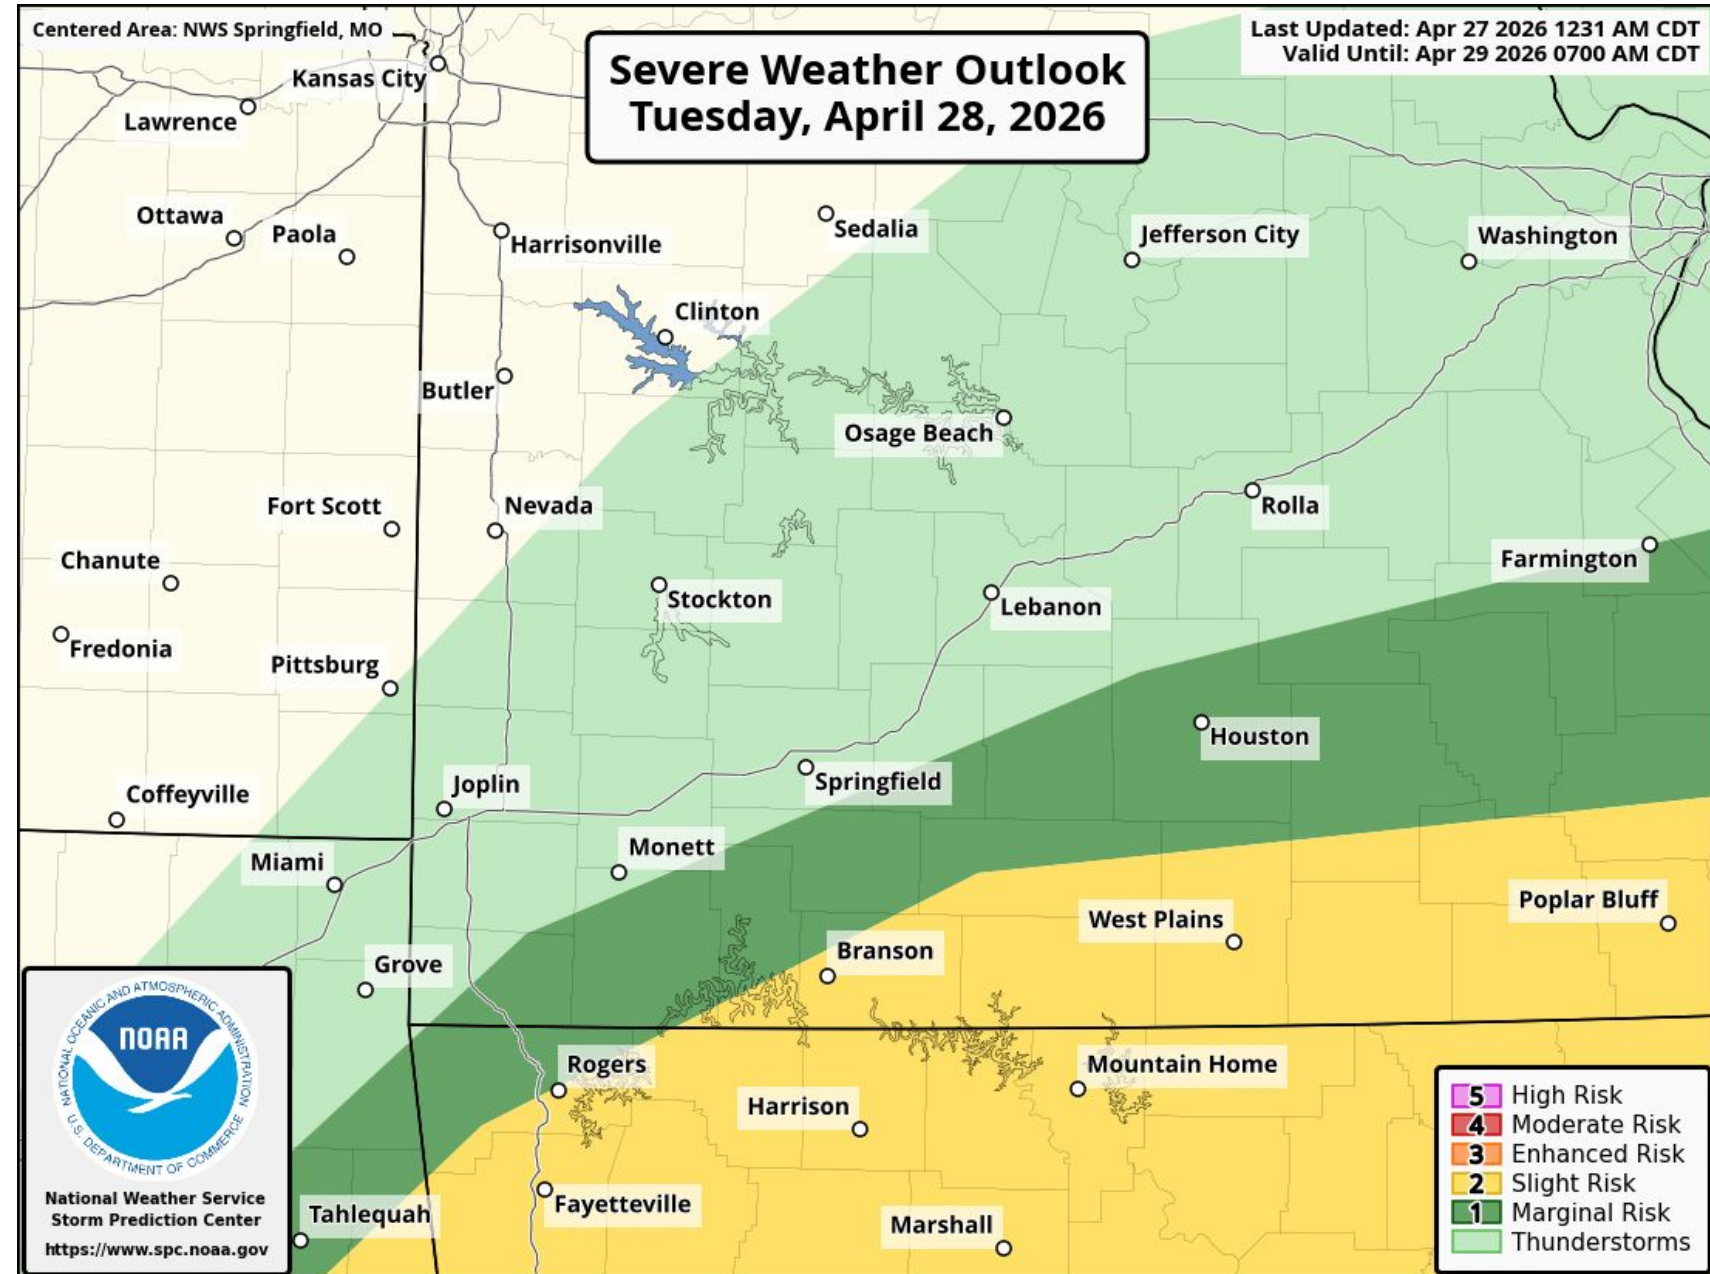 Centered Area: NWS Springfield, MO
Last Updated: Apr 27 2026 1231 AM CDT
Valid Until: Apr 29 2026 0700 AM CDT
Severe Weather Outlook
Tuesday, April 28, 2026
Kansas City
Lawrence
Ottawa
Paola
Harrisonville
Sedalia
Jefferson City
Washington
Clinton
Butler
Osage Beach
Fort Scott
Nevada
Rolla
Chanute
Farmington
Stockton
Lebanon
Fredonia
Pittsburg
Houston
Coffeyville
Joplin
Springfield
Miami
Monett
Poplar Bluff
West Plains
Grove
Branson
Rogers
Mountain Home
Harrison
Tahlequah
Fayetteville
Marshall
NATIONAL OCEANIC AND ATMOSPHERIC ADMINISTRATION
NOAA
U.S. DEPARTMENT OF COMMERCE
National Weather Service
Storm Prediction Center
https://www.spc.noaa.gov
5 High Risk
4 Moderate Risk
3 Enhanced Risk
2 Slight Risk
1 Marginal Risk
Thunderstorms